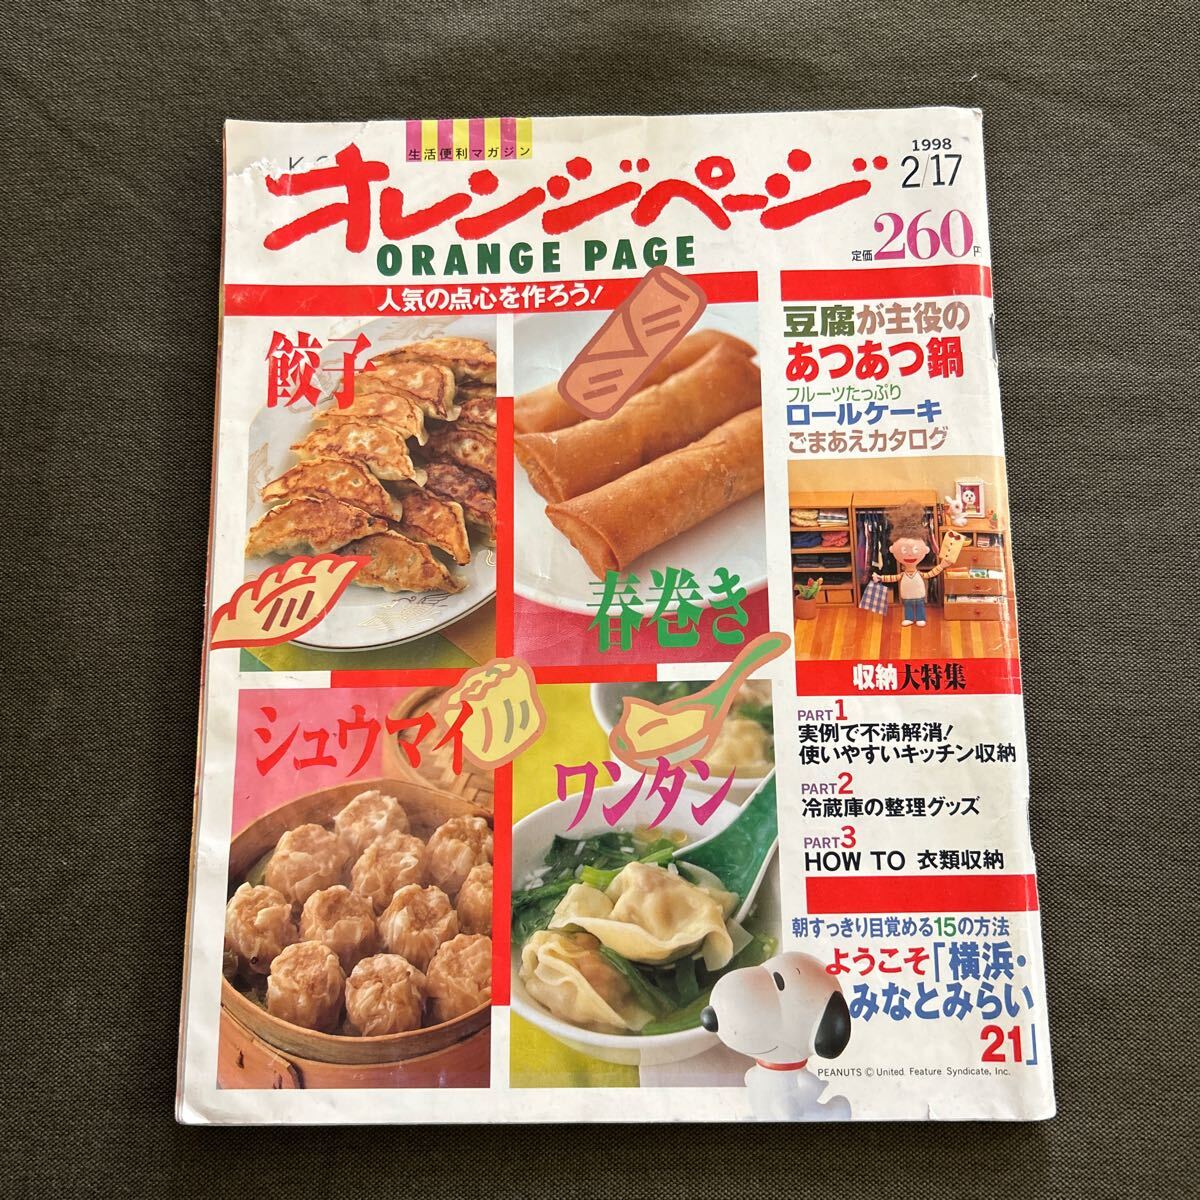 生活便利マガジン
オレンジページ
ORANGE PAGE
1998
2/17
定価260円
人気の点心を作ろう!
餃子
春巻き
シュウマイ
ワンタン
豆腐が主役の
あつあつ鍋
フルーツたっぷり
ロールケーキ
ごまあえカタログ
収納大特集
PART1
実例で不満解消!
使いやすいキッチン収納
PART2
冷蔵庫の整理グッズ
PART3
HOW TO 衣類収納
朝すっきり目覚める15の方法
ようこそ「横浜・
みなとみらい
21」
PEANUTS © United Feature Syndicate, Inc.